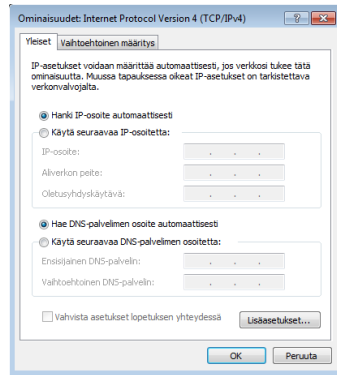 Ominaisuudet: Internet Protocol Version 4 (TCP/IPv4)
Yleiset
Vaihtoehtoinen määritys
IP-asetukset voidaan määrittää automaattisesti, jos verkkosi tukee tätä
ominaisuutta. Muussa tapauksessa oikeat IP-asetukset on tarkistettava
verkonvalvojalta.
Hanki IP-osoite automaattisesti
Käytä seuraavaa IP-osoitetta:
IP-osoite:
Aliverkon peite:
Oletusyhdyskäytävä:
Hae DNS-palvelimen osoite automaattisesti
Käytä seuraavaa DNS-palvelimen osoitetta:
Ensisijainen DNS-palvelin:
Vaihtoehtoinen DNS-palvelin:
Vahvista asetukset lopetuksen yhteydessä
Lisäasetukset...
OK
Peruuta